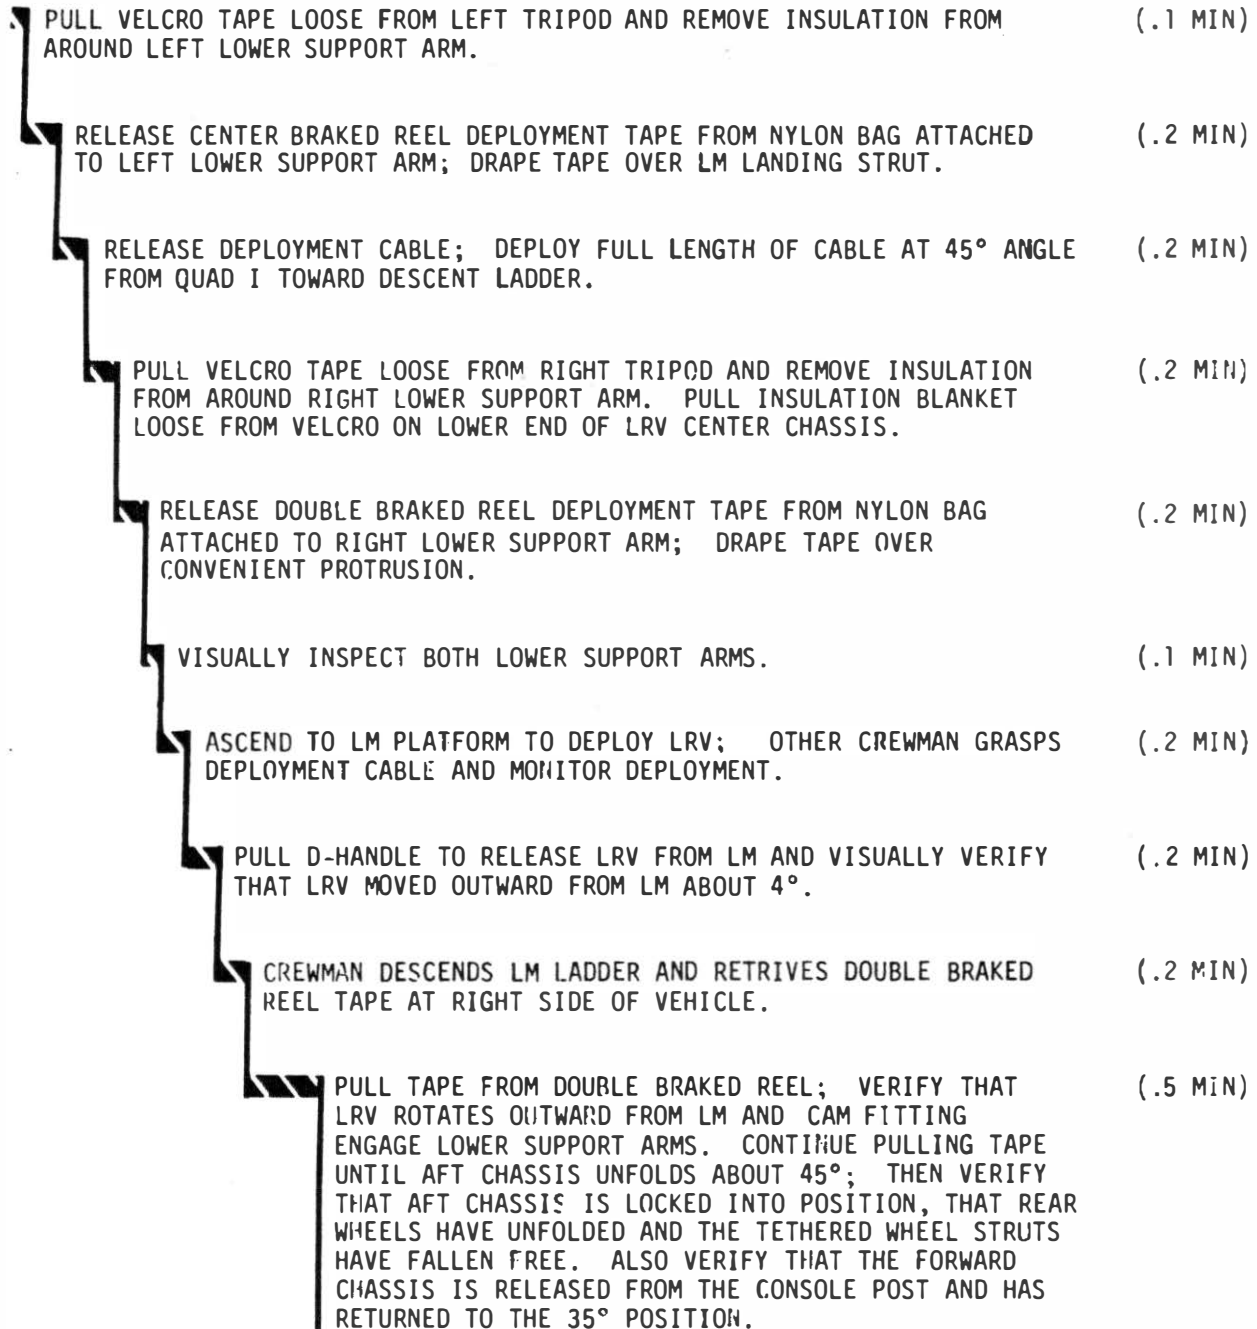 PULL VELCRO TAPE LOOSE FROM LEFT TRIPOD AND REMOVE INSULATION FROM (.1 MIN)
AROUND LEFT LOWER SUPPORT ARM.
RELEASE CENTER BRAKED REEL DEPLOYMENT TAPE FROM NYLON BAG ATTACHED (.2 MIN)
TO LEFT LOWER SUPPORT ARM; DRAPE TAPE OVER LM LANDING STRUT.
RELEASE DEPLOYMENT CABLE; DEPLOY FULL LENGTH OF CABLE AT 45° ANGLE (.2 MIN)
FROM QUAD I TOWARD DESCENT LADDER.
PULL VELCRO TAPE LOOSE FROM RIGHT TRIPOD AND REMOVE INSULATION (.2 MIN)
FROM AROUND RIGHT LOWER SUPPORT ARM. PULL INSULATION BLANKET
LOOSE FROM VELCRO ON LOWER END OF LRV CENTER CHASSIS.
RELEASE DOUBLE BRAKED REEL DEPLOYMENT TAPE FROM NYLON BAG (.2 MIN)
ATTACHED TO RIGHT LOWER SUPPORT ARM; DRAPE TAPE OVER
CONVENIENT PROTRUSION.
VISUALLY INSPECT BOTH LOWER SUPPORT ARMS. (.1 MIN)
ASCEND TO LM PLATFORM TO DEPLOY LRV; OTHER CREWMAN GRASPS (.2 MIN)
DEPLOYMENT CABLE AND MONITOR DEPLOYMENT.
PULL D-HANDLE TO RELEASE LRV FROM LM AND VISUALLY VERIFY (.2 MIN)
THAT LRV MOVED OUTWARD FROM LM ABOUT 4°.
CREWMAN DESCENDS LM LADDER AND RETRIVES DOUBLE BRAKED (.2 MIN)
REEL TAPE AT RIGHT SIDE OF VEHICLE.
PULL TAPE FROM DOUBLE BRAKED REEL; VERIFY THAT (.5 MIN)
LRV ROTATES OUTWARD FROM LM AND CAM FITTING
ENGAGE LOWER SUPPORT ARMS. CONTINUE PULLING TAPE
UNTIL AFT CHASSIS UNFOLDS ABOUT 45°; THEN VERIFY
THAT AFT CHASSIS IS LOCKED INTO POSITION, THAT REAR
WHEELS HAVE UNFOLDED AND THE TETHERED WHEEL STRUTS
HAVE FALLEN FREE. ALSO VERIFY THAT THE FORWARD
CHASSIS IS RELEASED FROM THE CONSOLE POST AND HAS
RETURNED TO THE 35° POSITION.